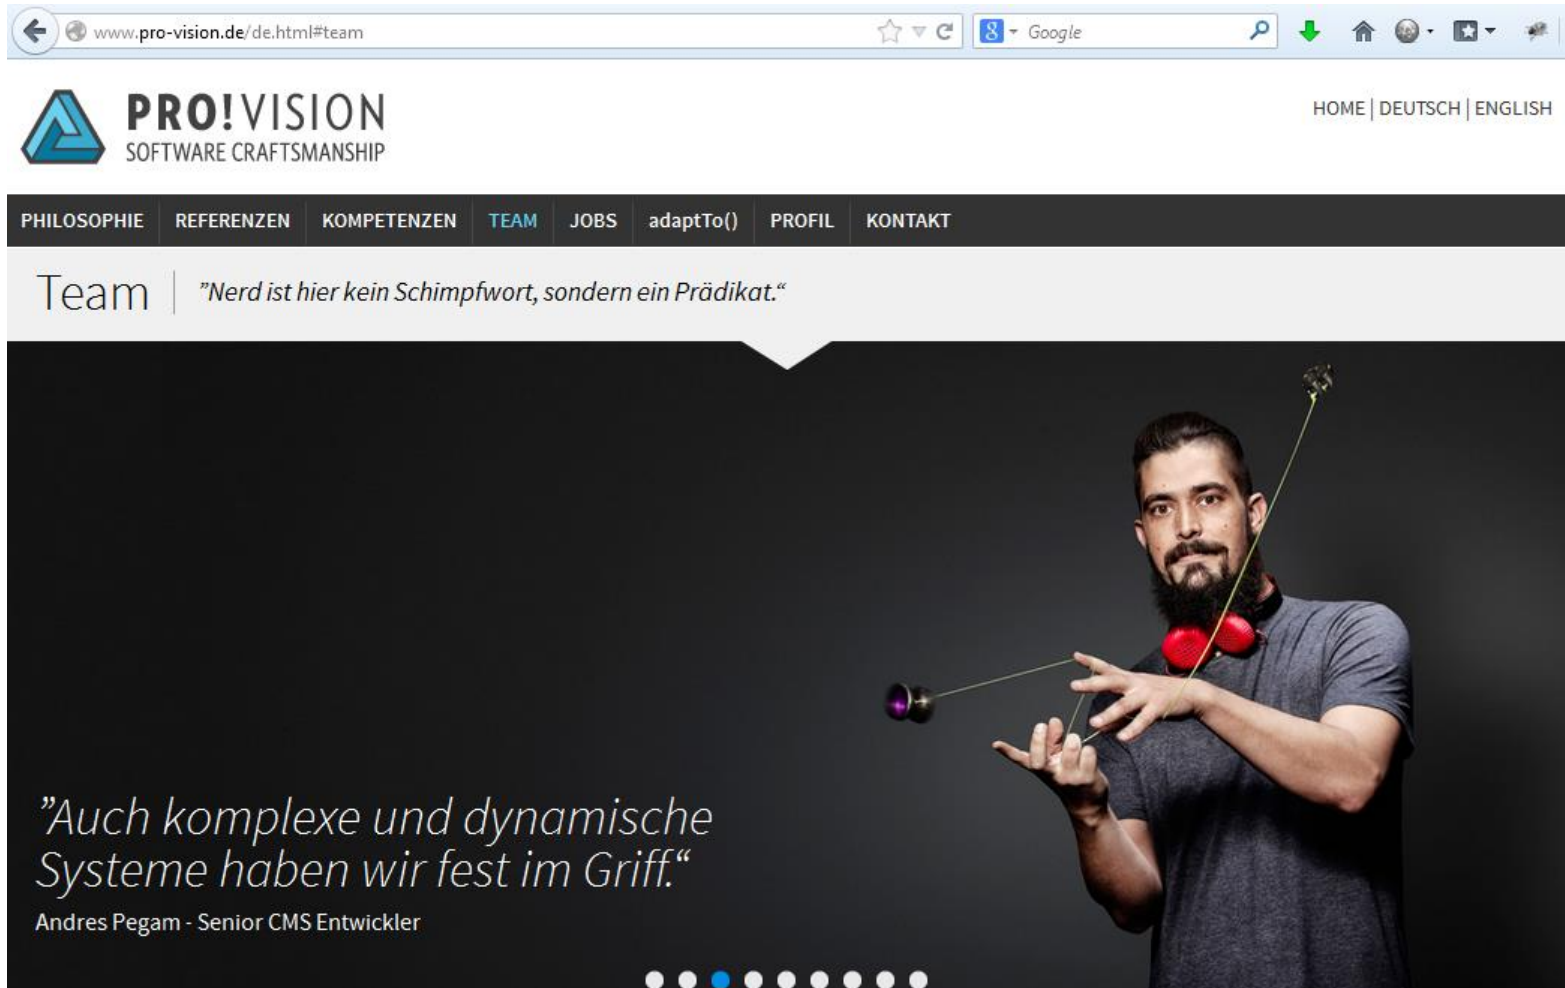 www.pro-vision.de/de.html#team
8 Google
PRO!VISION
SOFTWARE CRAFTSMANSHIP
HOME | DEUTSCH | ENGLISH
PHILOSOPHIE REFERENZEN KOMPETENZEN TEAM JOBS adaptTo() PROFIL KONTAKT
Team
”Nerd ist hier kein Schimpfwort, sondern ein Prädikat.“
”Auch komplexe und dynamische
Systeme haben wir fest im Griff.“
Andres Pegam - Senior CMS Entwickler